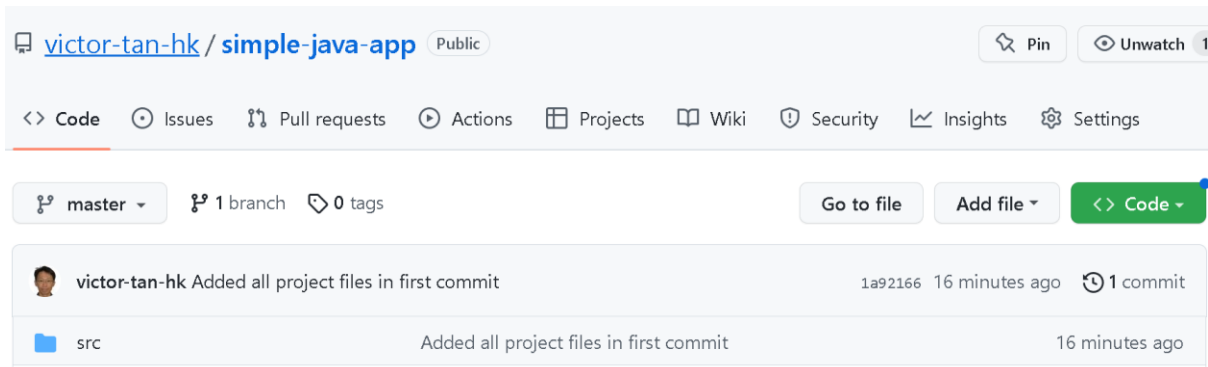 victor-tan-hk / simple-java-app Public Pin Unwatch 1
Code Issues Pull requests Actions Projects Wiki Security Insights Settings
master 1 branch 0 tags Go to file Add file Code
victor-tan-hk Added all project files in first commit 1a92166 16 minutes ago 1 commit
src Added all project files in first commit 16 minutes ago